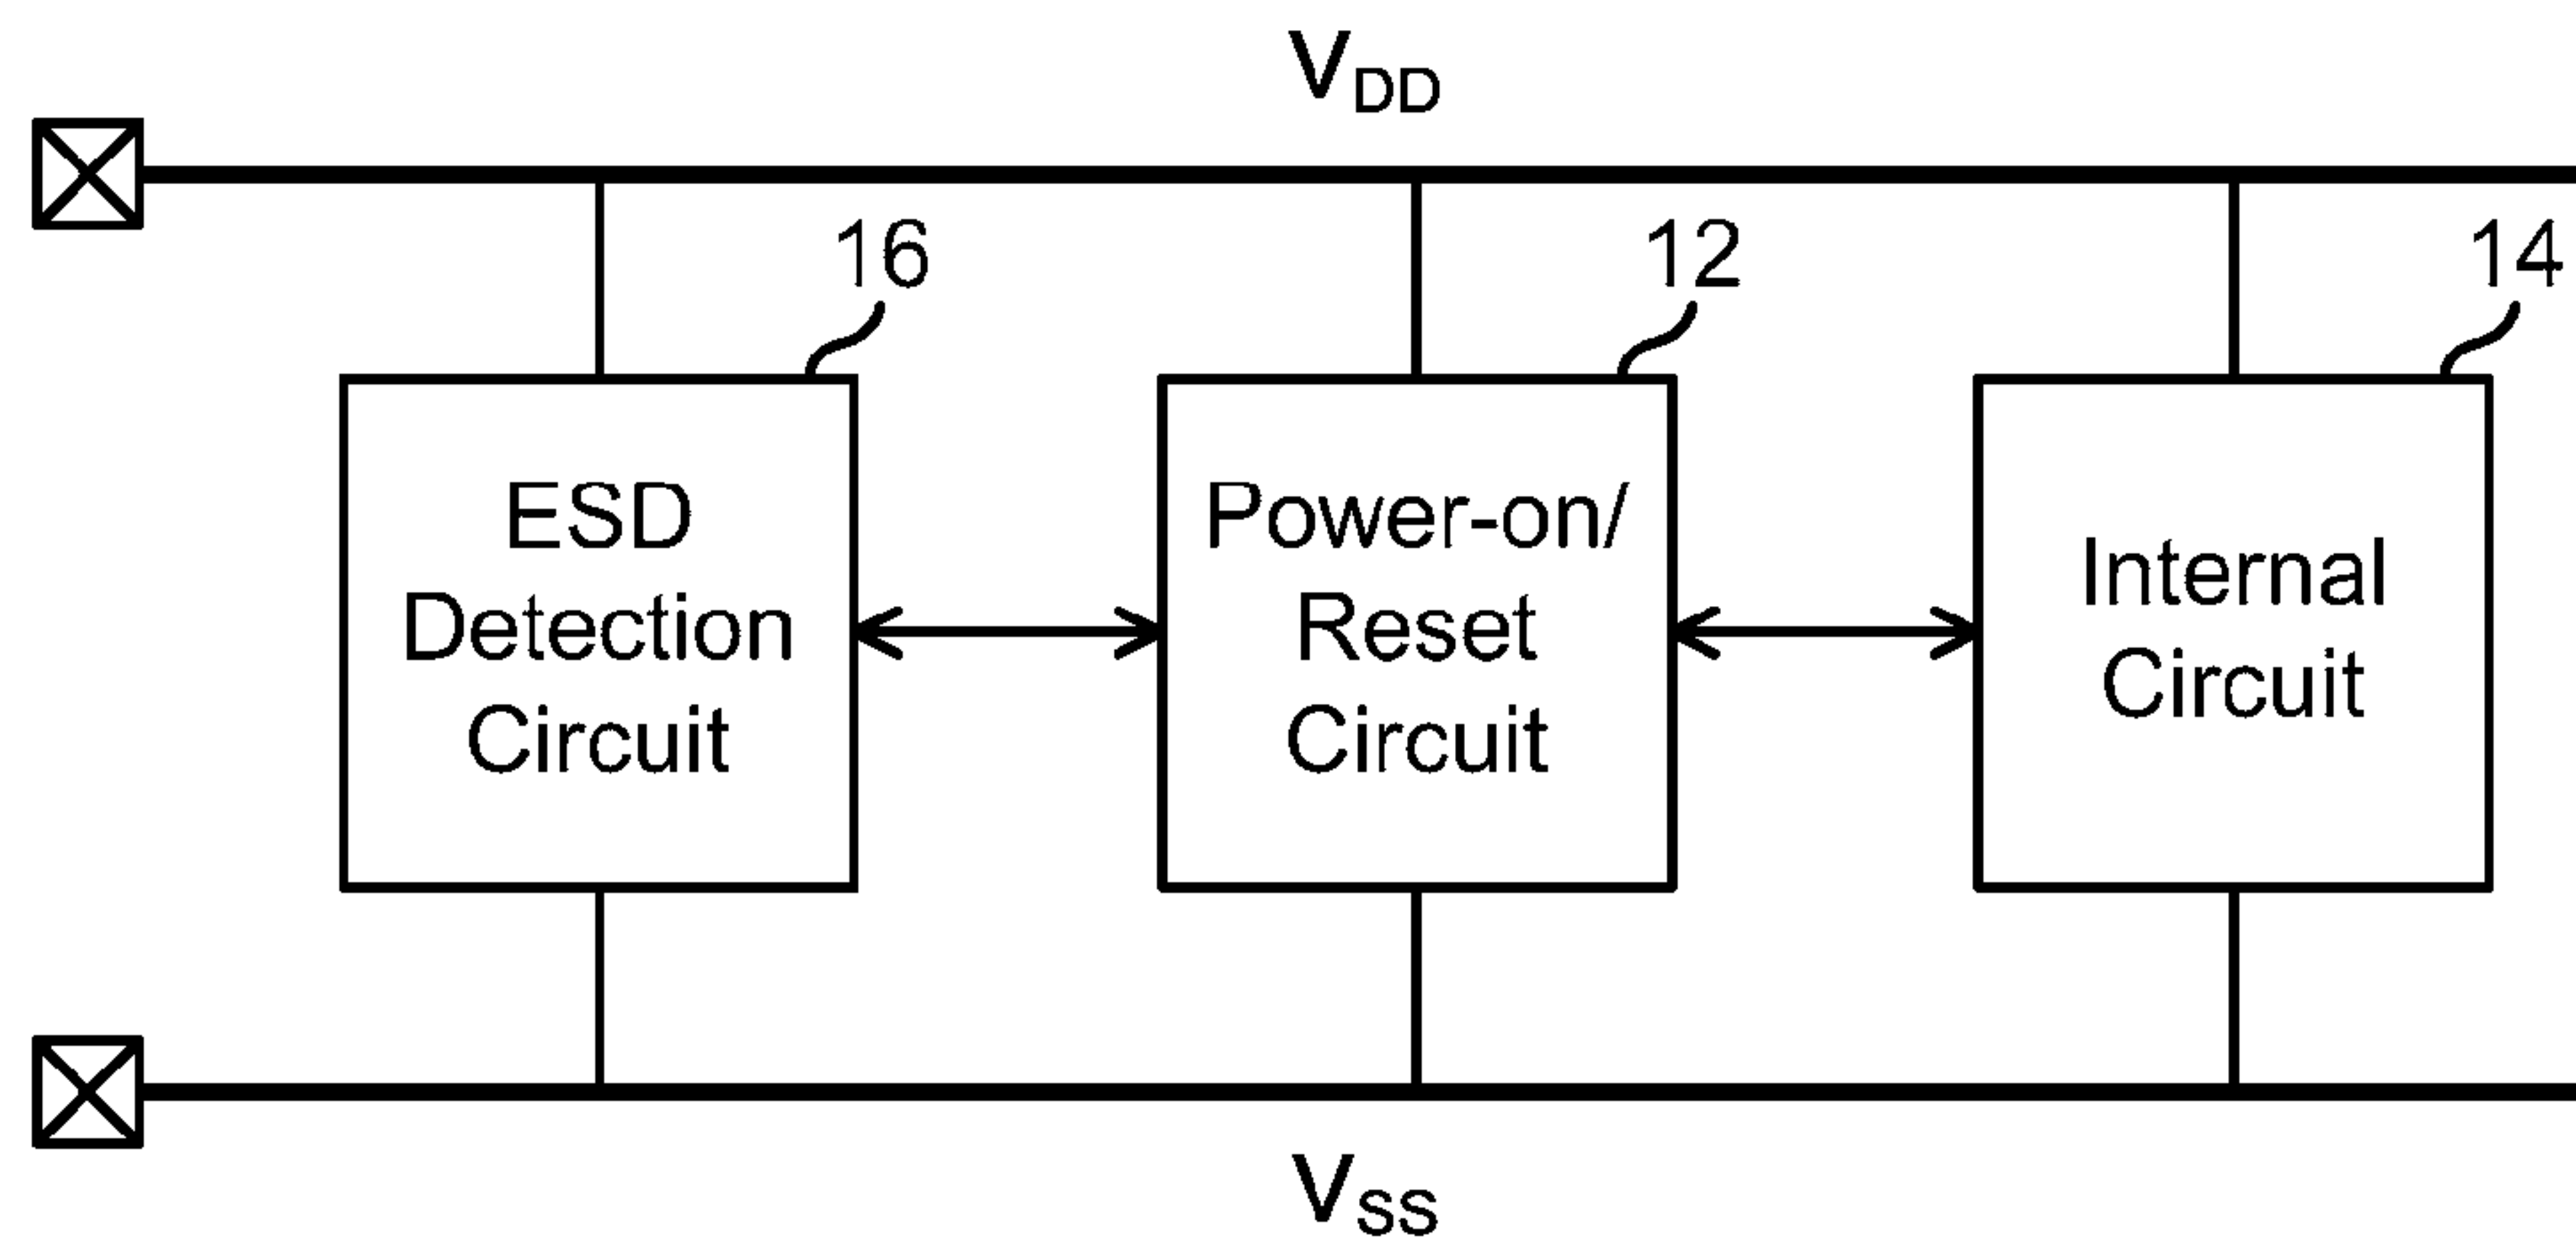 VDD
16
12
14
ESD
Detection
Circuit
Power-on/
Reset
Circuit
Internal
Circuit
VSS